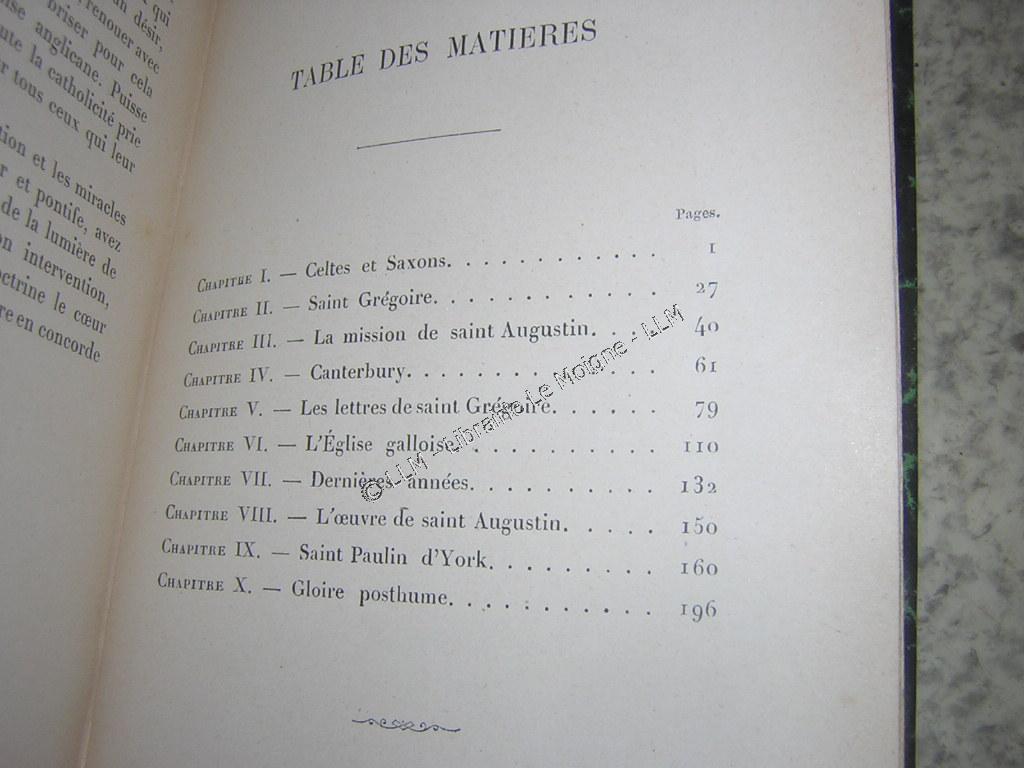 qui
un désir,
renouer avec
briser pour cela
anglicane. Puisse
la catholicité prie
tous ceux qui leur
et les miracles
et pontife, avez
de la lumière de
intervention,
le cœur
en concorde
TABLE DES MATIERES
Pages.
CHAPITRE I. — Celtes et Saxons. . . . . . . . . . . . 1
CHAPITRE II. — Saint Grégoire. . . . . . . . . . . . 27
CHAPITRE III. — La mission de saint Augustin. . . . 40
CHAPITRE IV. — Canterbury. . . . . . . . . . . . . 61
CHAPITRE V. — Les lettres de saint Grégoire. . . . . . 79
CHAPITRE VI. — L'Église galloise. . . . . . . . . . 110
CHAPITRE VII. — Dernières années. . . . . . . . . . 132
CHAPITRE VIII. — L'œuvre de saint Augustin. . . . . 150
CHAPITRE IX. — Saint Paulin d'York. . . . . . . . . 160
CHAPITRE X. — Gloire posthume. . . . . . . . . . . 196
© LLM - Librairie Le Moigne - LLM